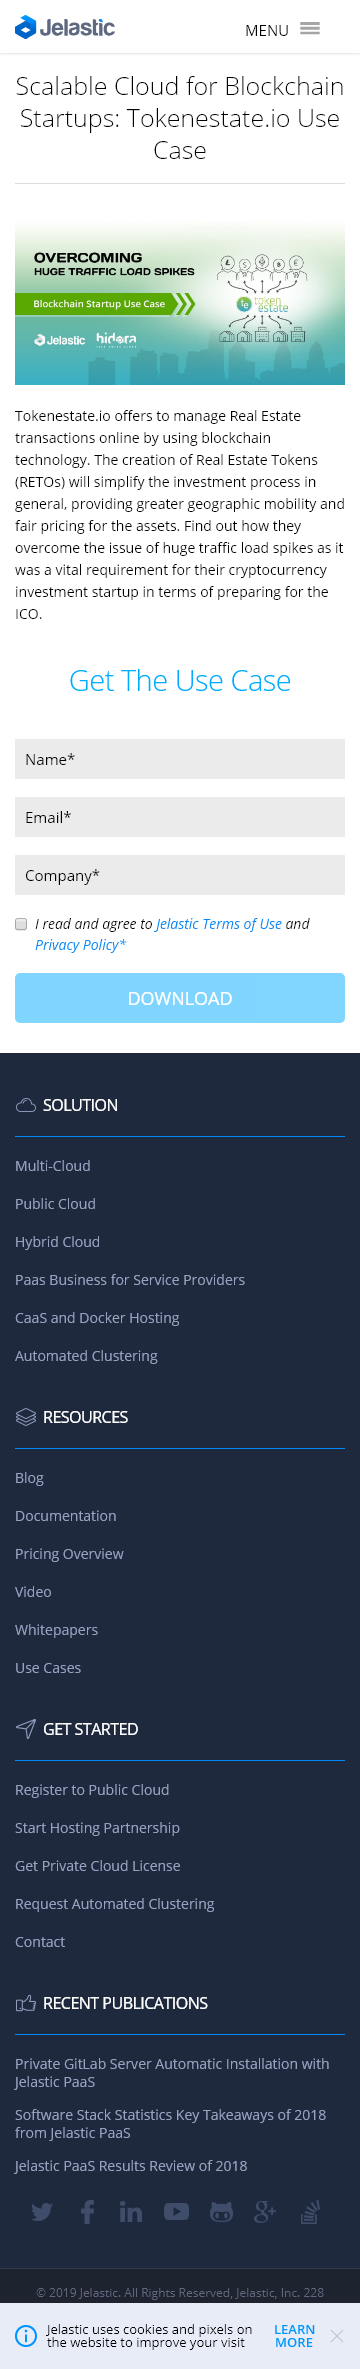 Jelastic
MENU
Scalable Cloud for Blockchain
Startups: Tokenestate.io Use
Case
OVERCOMING
HUGE TRAFFIC LOAD SPIKES
Blockchain Startup Use Case
token
estate
Jelastic
hidora
Tokenestate.io offers to manage Real Estate
transactions online by using blockchain
technology. The creation of Real Estate Tokens
(RETOs) will simplify the investment process in
general, providing greater geographic mobility and
fair pricing for the assets. Find out how they
overcome the issue of huge traffic load spikes as it
was a vital requirement for their cryptocurrency
investment startup in terms of preparing for the
ICO.
Get The Use Case
Name*
Email*
Company*
I read and agree to Jelastic Terms of Use and
Privacy Policy*
DOWNLOAD
SOLUTION
Multi-Cloud
Public Cloud
Hybrid Cloud
Paas Business for Service Providers
CaaS and Docker Hosting
Automated Clustering
RESOURCES
Blog
Documentation
Pricing Overview
Video
Whitepapers
Use Cases
GET STARTED
Register to Public Cloud
Start Hosting Partnership
Get Private Cloud License
Request Automated Clustering
Contact
RECENT PUBLICATIONS
Private GitLab Server Automatic Installation with
Jelastic PaaS
Software Stack Statistics Key Takeaways of 2018
from Jelastic PaaS
Jelastic PaaS Results Review of 2018
© 2019 Jelastic. All Rights Reserved, Jelastic, Inc. 228
Jelastic uses cookies and pixels on
the website to improve your visit
LEARN
MORE